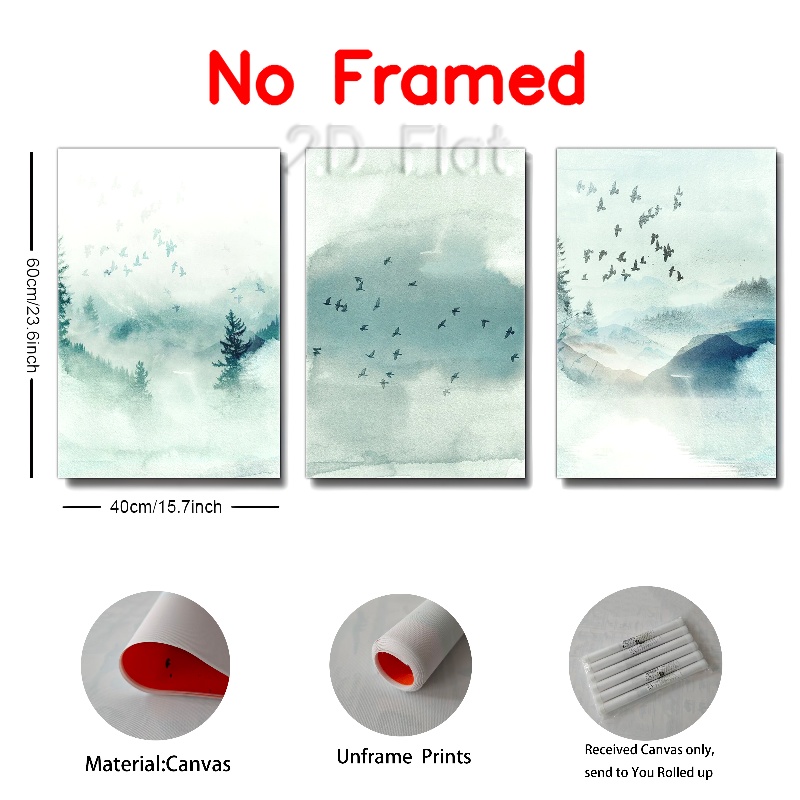 No Framed
2D Flat
60cm/23.6inch
40cm/15.7inch
Material:Canvas
Unframe Prints
Received Canvas only,
send to You Rolled up